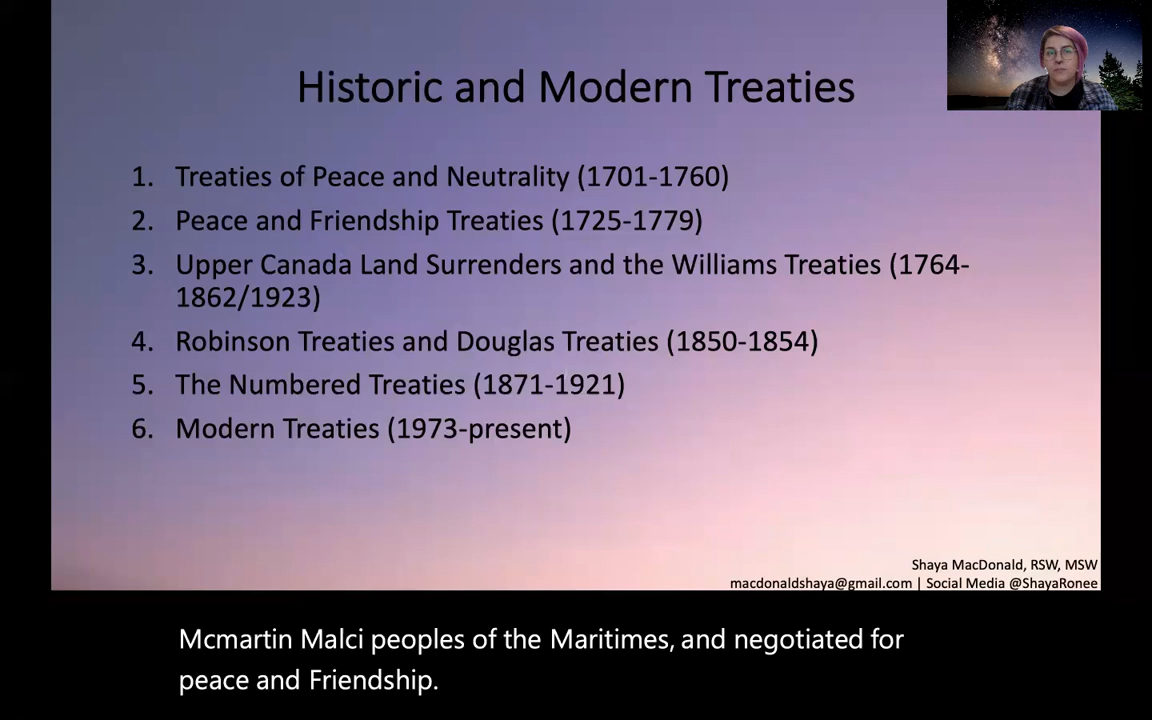 Historic and Modern Treaties
1. Treaties of Peace and Neutrality (1701-1760)
2. Peace and Friendship Treaties (1725-1779)
3. Upper Canada Land Surrenders and the Williams Treaties (1764-
1862/1923)
4. Robinson Treaties and Douglas Treaties (1850-1854)
5. The Numbered Treaties (1871-1921)
6. Modern Treaties (1973-present)
Shaya MacDonald, RSW, MSW
macdonaldshaya@gmail.com | Social Media @ShayaRonee
Mcmartin Malci peoples of the Maritimes, and negotiated for
peace and Friendship.